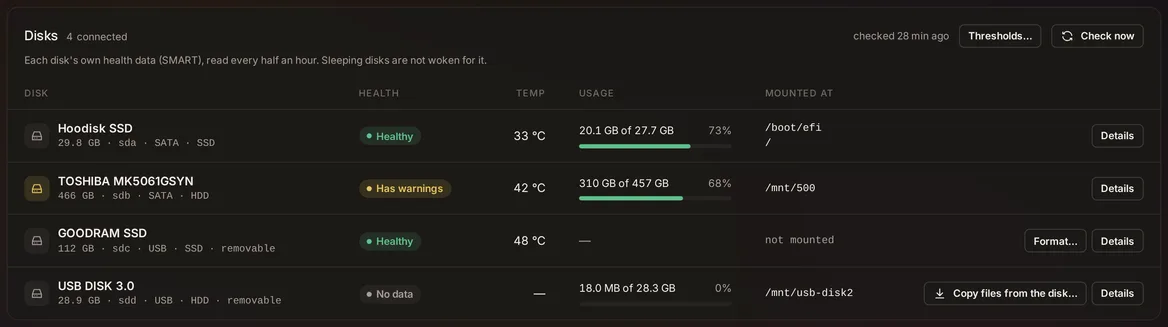 Disks 4 connected checked 28 min ago Thresholds... Check now
Each disk's own health data (SMART), read every half an hour. Sleeping disks are not woken for it.
DISK HEALTH TEMP USAGE MOUNTED AT
Hoodisk SSD
29.8 GB · sda · SATA · SSD
Healthy
33 °C
20.1 GB of 27.7 GB 73%
/boot/efi
/
Details
TOSHIBA MK5061GSYN
466 GB · sdb · SATA · HDD
Has warnings
42 °C
310 GB of 457 GB 68%
/mnt/500
Details
GOODRAM SSD
112 GB · sdc · USB · SSD · removable
Healthy
48 °C
—
not mounted
Format... Details
USB DISK 3.0
28.9 GB · sdd · USB · HDD · removable
No data
—
18.0 MB of 28.3 GB 0%
/mnt/usb-disk2
Copy files from the disk... Details